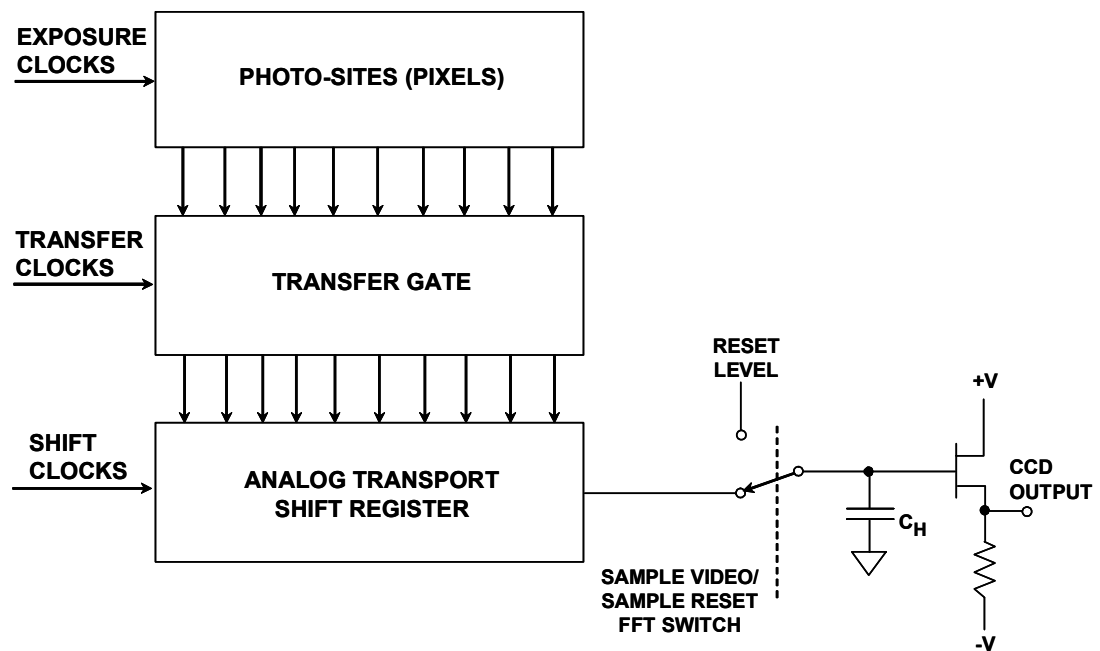 EXPOSURE
CLOCKS
PHOTO-SITES (PIXELS)
TRANSFER
CLOCKS
TRANSFER GATE
RESET
LEVEL
+V
SHIFT
CLOCKS
ANALOG TRANSPORT
SHIFT REGISTER
CCD
OUTPUT
CH
SAMPLE VIDEO/
SAMPLE RESET
FFT SWITCH
-V